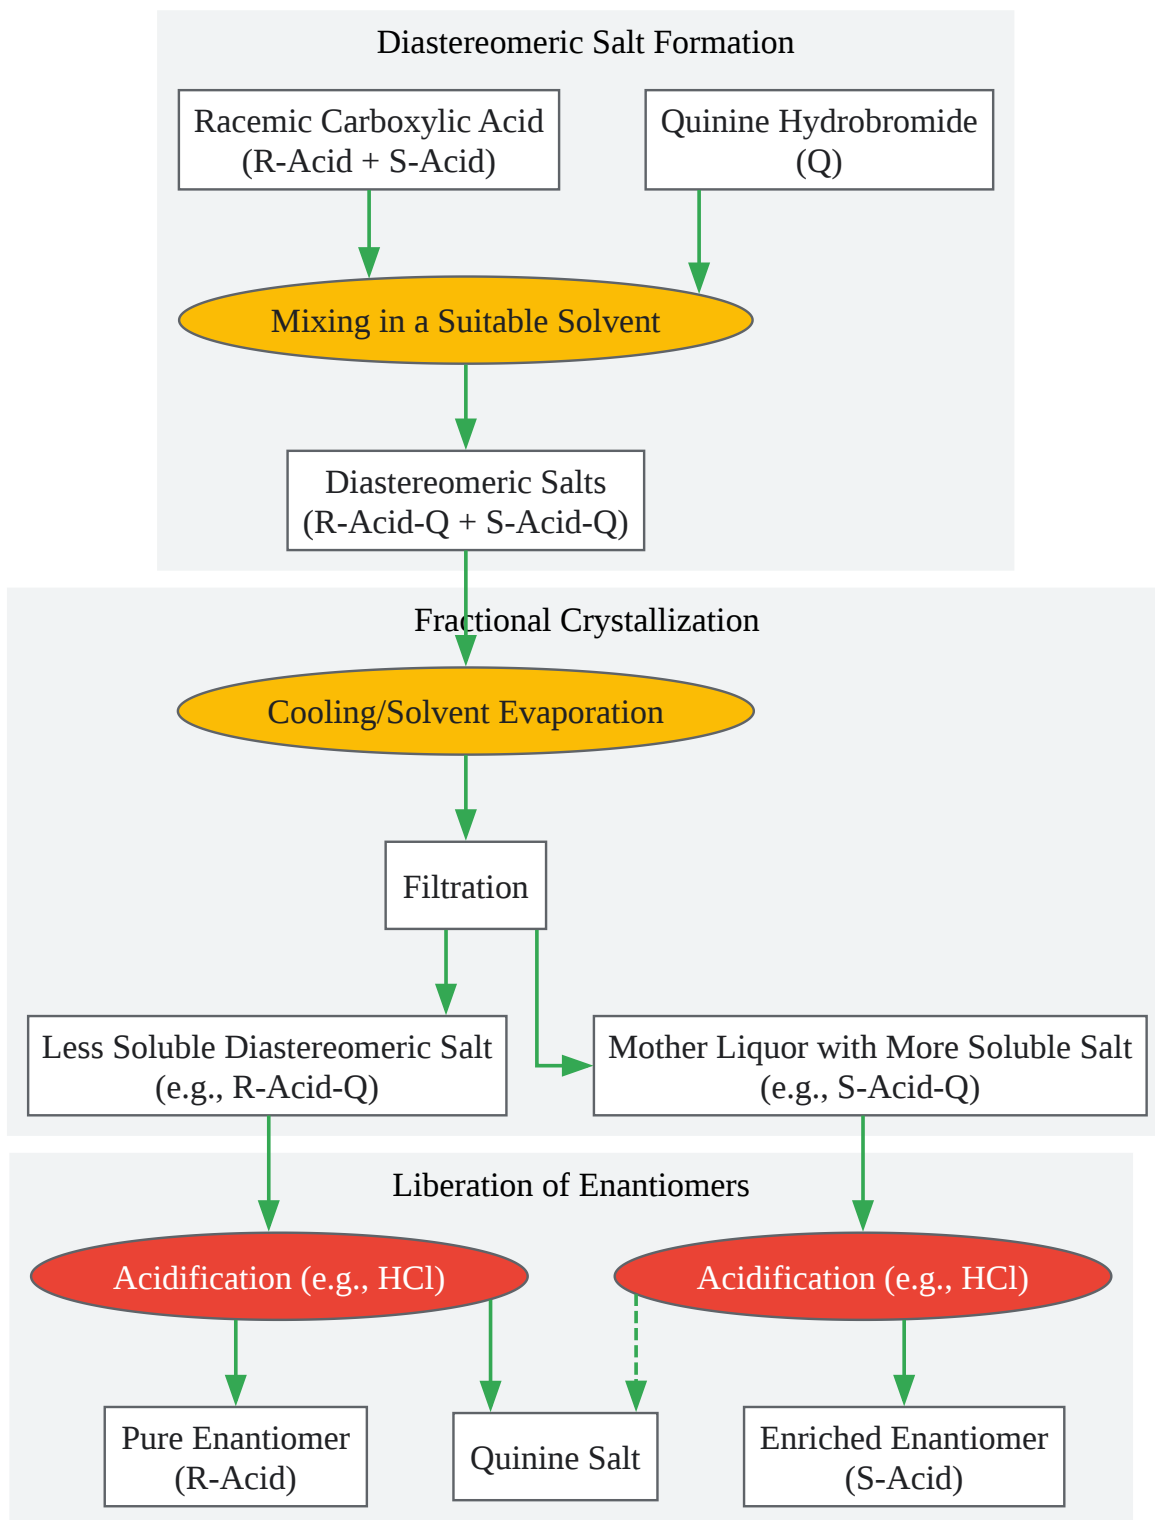 Diastereomeric Salt Formation
Racemic Carboxylic Acid
(R-Acid + S-Acid)
Quinine Hydrobromide
(Q)
Mixing in a Suitable Solvent
Diastereomeric Salts
(R-Acid-Q + S-Acid-Q)
Fractional Crystallization
Cooling/Solvent Evaporation
Filtration
Less Soluble Diastereomeric Salt
(e.g., R-Acid-Q)
Mother Liquor with More Soluble Salt
(e.g., S-Acid-Q)
Liberation of Enantiomers
Acidification (e.g., HCl)
Acidification (e.g., HCl)
Pure Enantiomer
(R-Acid)
Quinine Salt
Enriched Enantiomer
(S-Acid)